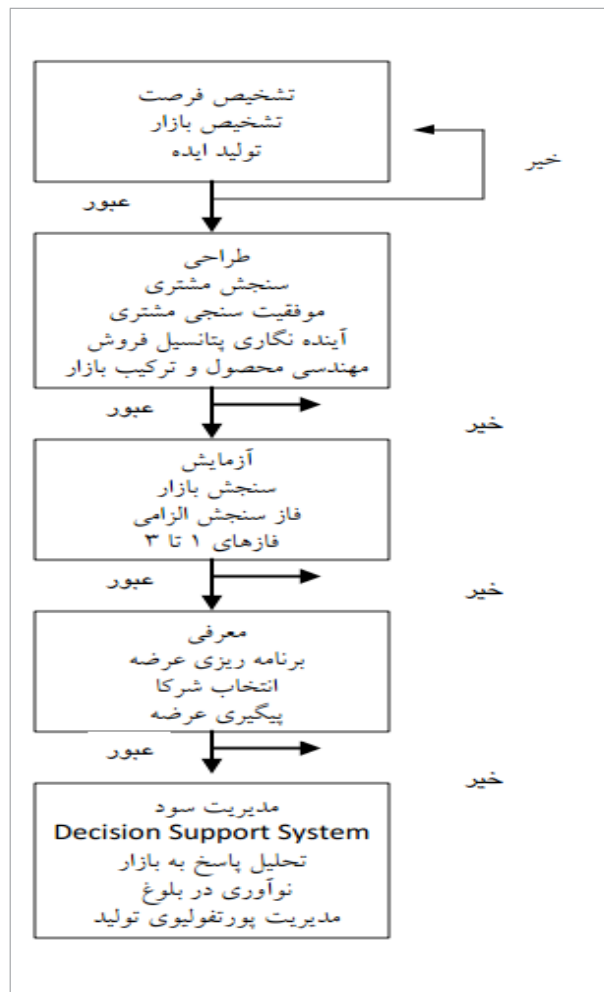 تشخیص فرصت
تشخیص بازار
تولید ایده
خیر
عبور
طراحی
سنجش مشتری
موفقیت سنجی مشتری
آینده نگاری پتانسیل فروش
مهندسی محصول و ترکیب بازار
عبور
خیر
آزمایش
سنجش بازار
فاز سنجش الزامی
فازهای ۱ تا ۳
عبور
خیر
معرفی
برنامه ریزی عرضه
انتخاب شرکا
پیگیری عرضه
عبور
خیر
مدیریت سود
Decision Support System
تحلیل پاسخ به بازار
نوآوری در بلوغ
مدیریت پورتفولیوی تولید